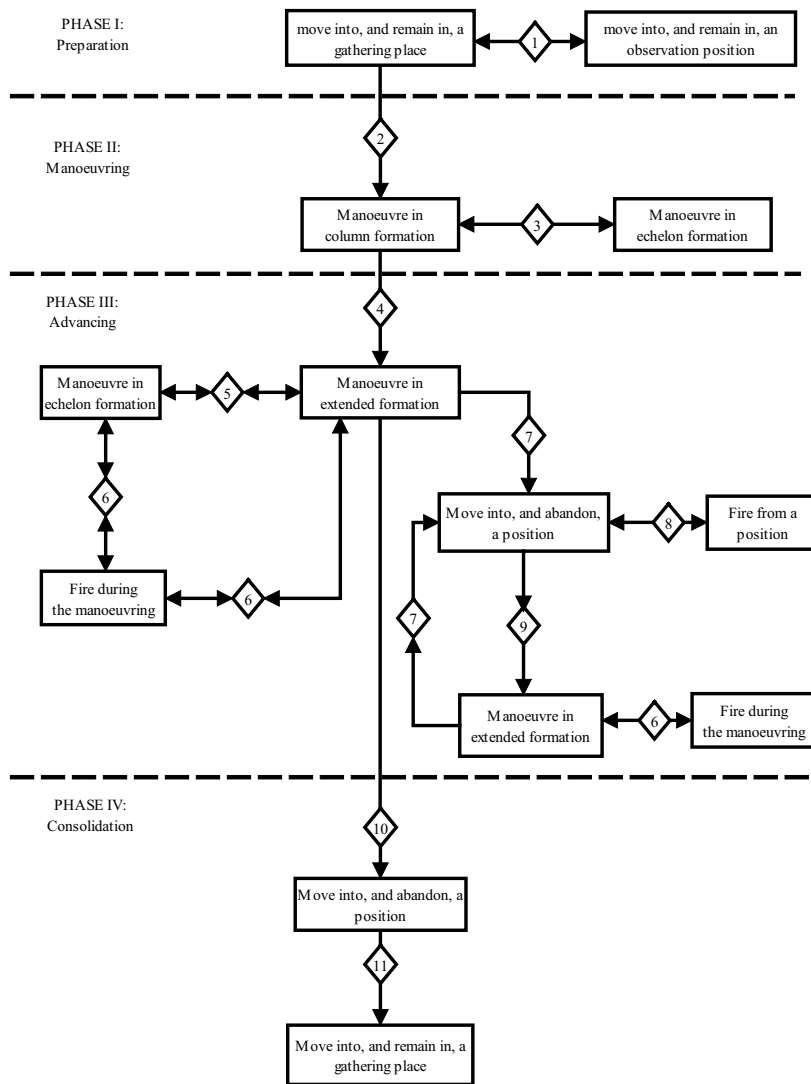 PHASE I:
Preparation
move into, and remain in, a
gathering place
1
move into, and remain in, an
observation position
PHASE II:
Manoeuvring
2
Manoeuvre in
column formation
3
Manoeuvre in
echelon formation
PHASE III:
Advancing
4
Manoeuvre in
echelon formation
5
Manoeuvre in
extended formation
7
6
Move into, and abandon,
a position
8
Fire from a
position
Fire during
the manoeuvring
6
7
9
Manoeuvre in
extended formation
6
Fire during
the manoeuvring
PHASE IV:
Consolidation
10
Move into, and abandon, a
position
11
Move into, and remain in, a
gathering place